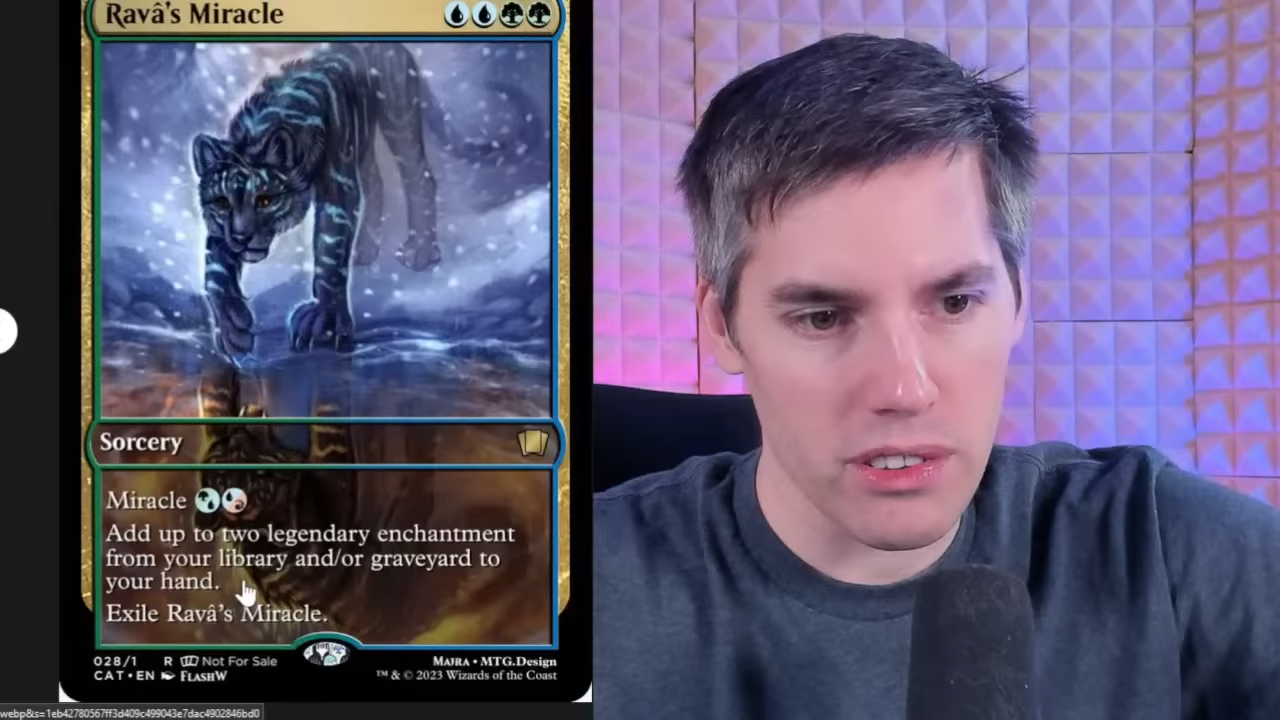 Ravâ's Miracle
Sorcery
Miracle
Add up to two legendary enchantment
from your library and/or graveyard to
your hand.
Exile Ravâ's Miracle.
028/1 R Not For Sale
CAT • EN FLASHW
MAJRA • MTG.Design
™ & © 2023 Wizards of the Coast
webp&s=1eb42780567ff3d409c499043e7dac4902846bd0